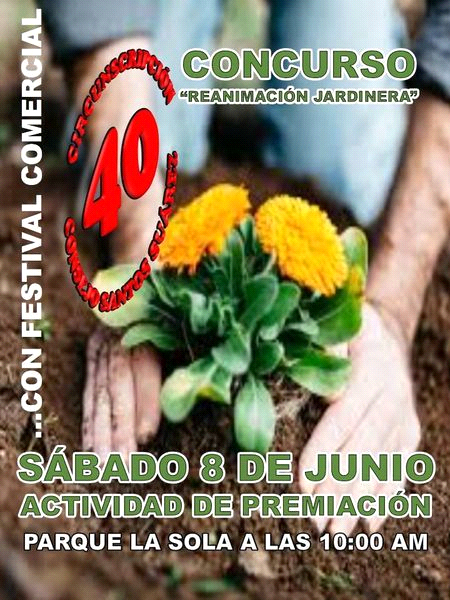 CONCURSO
“REANIMACIÓN JARDINERA”
CIRCUNSCRIPCIÓN
40
CONSEJO SANTOS SUÁREZ
...CON FESTIVAL COMERCIAL
SÁBADO 8 DE JUNIO
ACTIVIDAD DE PREMIACIÓN
PARQUE LA SOLA A LAS 10:00 AM